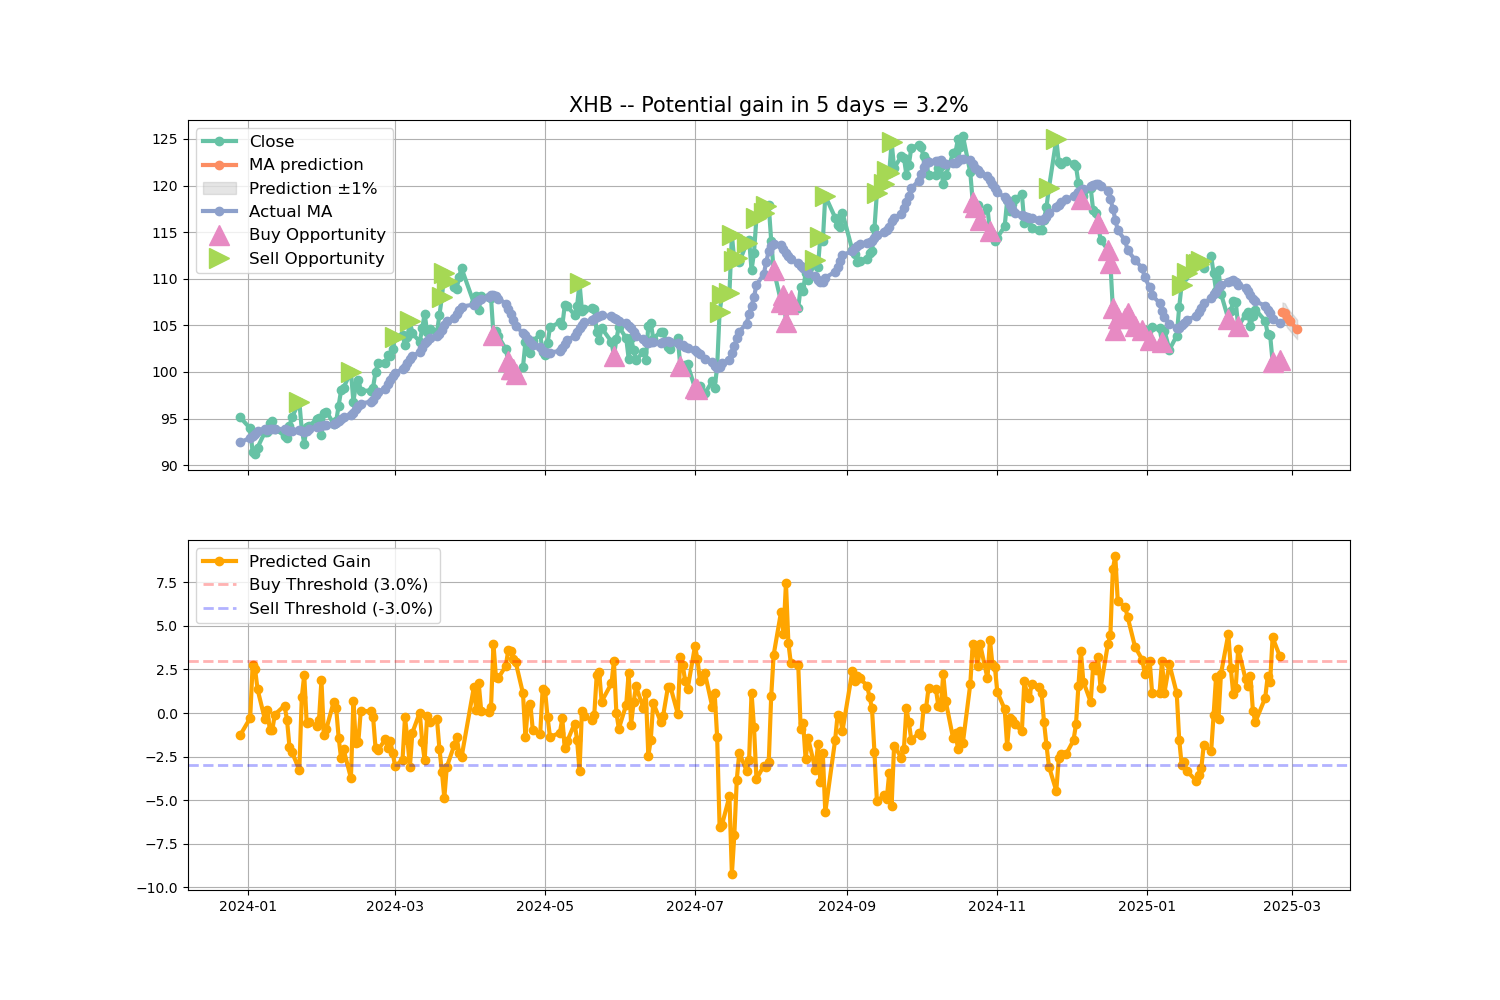 XHB -- Potential gain in 5 days = 3.2%
125
120
115
110
105
100
95
90
Close
MA prediction
Prediction ±1%
Actual MA
Buy Opportunity
Sell Opportunity
7.5
5.0
2.5
0.0
−2.5
−5.0
−7.5
−10.0
Predicted Gain
Buy Threshold (3.0%)
Sell Threshold (-3.0%)
2024-01
2024-03
2024-05
2024-07
2024-09
2024-11
2025-01
2025-03